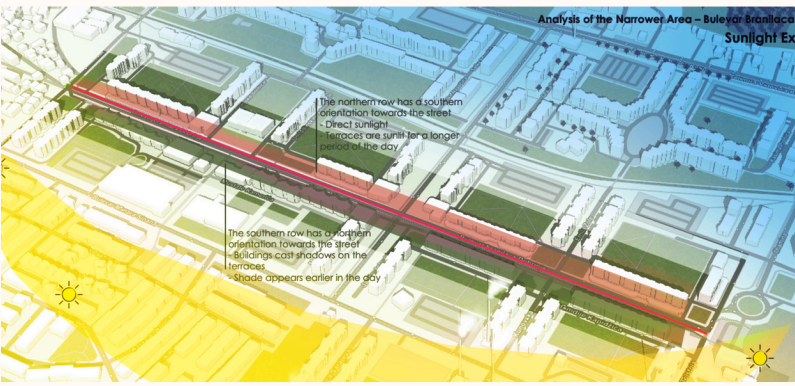 Analysis of the Narrower Area – Bulevar Branilaca
Sunlight Ex
The northern row has a southern
orientation towards the street
- Direct sunlight
- Terraces are sunlit for a longer
period of the day
The southern row has a northern
orientation towards the street
- Buildings cast shadows on the
terraces
- Shade appears earlier in the day